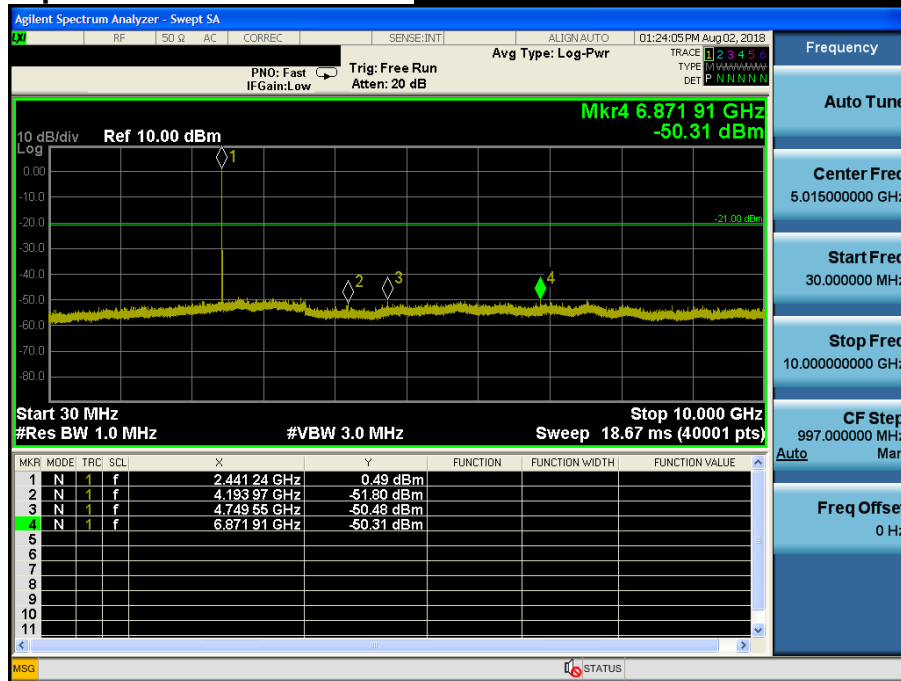 Agilent Spectrum Analyzer - Swept SA
LXI RF 50 Ω AC CORREC SENSE:INT ALIGN AUTO 01:24:05 PM Aug 02, 2018
Frequency
Avg Type: Log-Pwr
TRACE 1 2 3 4 5 6
PNO: Fast Trig: Free Run
TYPE M WWWWW
IFGain:Low Atten: 20 dB
DET P N N N N N
Auto Tune
Mkr4 6.871 91 GHz
-50.31 dBm
10 dB/div Ref 10.00 dBm
Log
1
0.00
-10.0
-20.0
-21.00 dBm
-30.0
-40.0
2 3 4
-50.0
-60.0
-70.0
-80.0
Center Freq
5.015000000 GHz
Start Freq
30.000000 MHz
Stop Freq
10.000000000 GHz
Start 30 MHz Stop 10.000 GHz
#Res BW 1.0 MHz #VBW 3.0 MHz Sweep 18.67 ms (40001 pts)
CF Step
997.000000 MHz
Auto Man
MKR MODE TRC SCL X Y FUNCTION FUNCTION WIDTH FUNCTION VALUE
1 N 1 f 2.441 24 GHz 0.49 dBm
2 N 1 f 4.193 97 GHz -51.80 dBm
3 N 1 f 4.749 55 GHz -50.48 dBm
4 N 1 f 6.871 91 GHz -50.31 dBm
5
6
7
8
9
10
11
Freq Offset
0 Hz
MSG STATUS